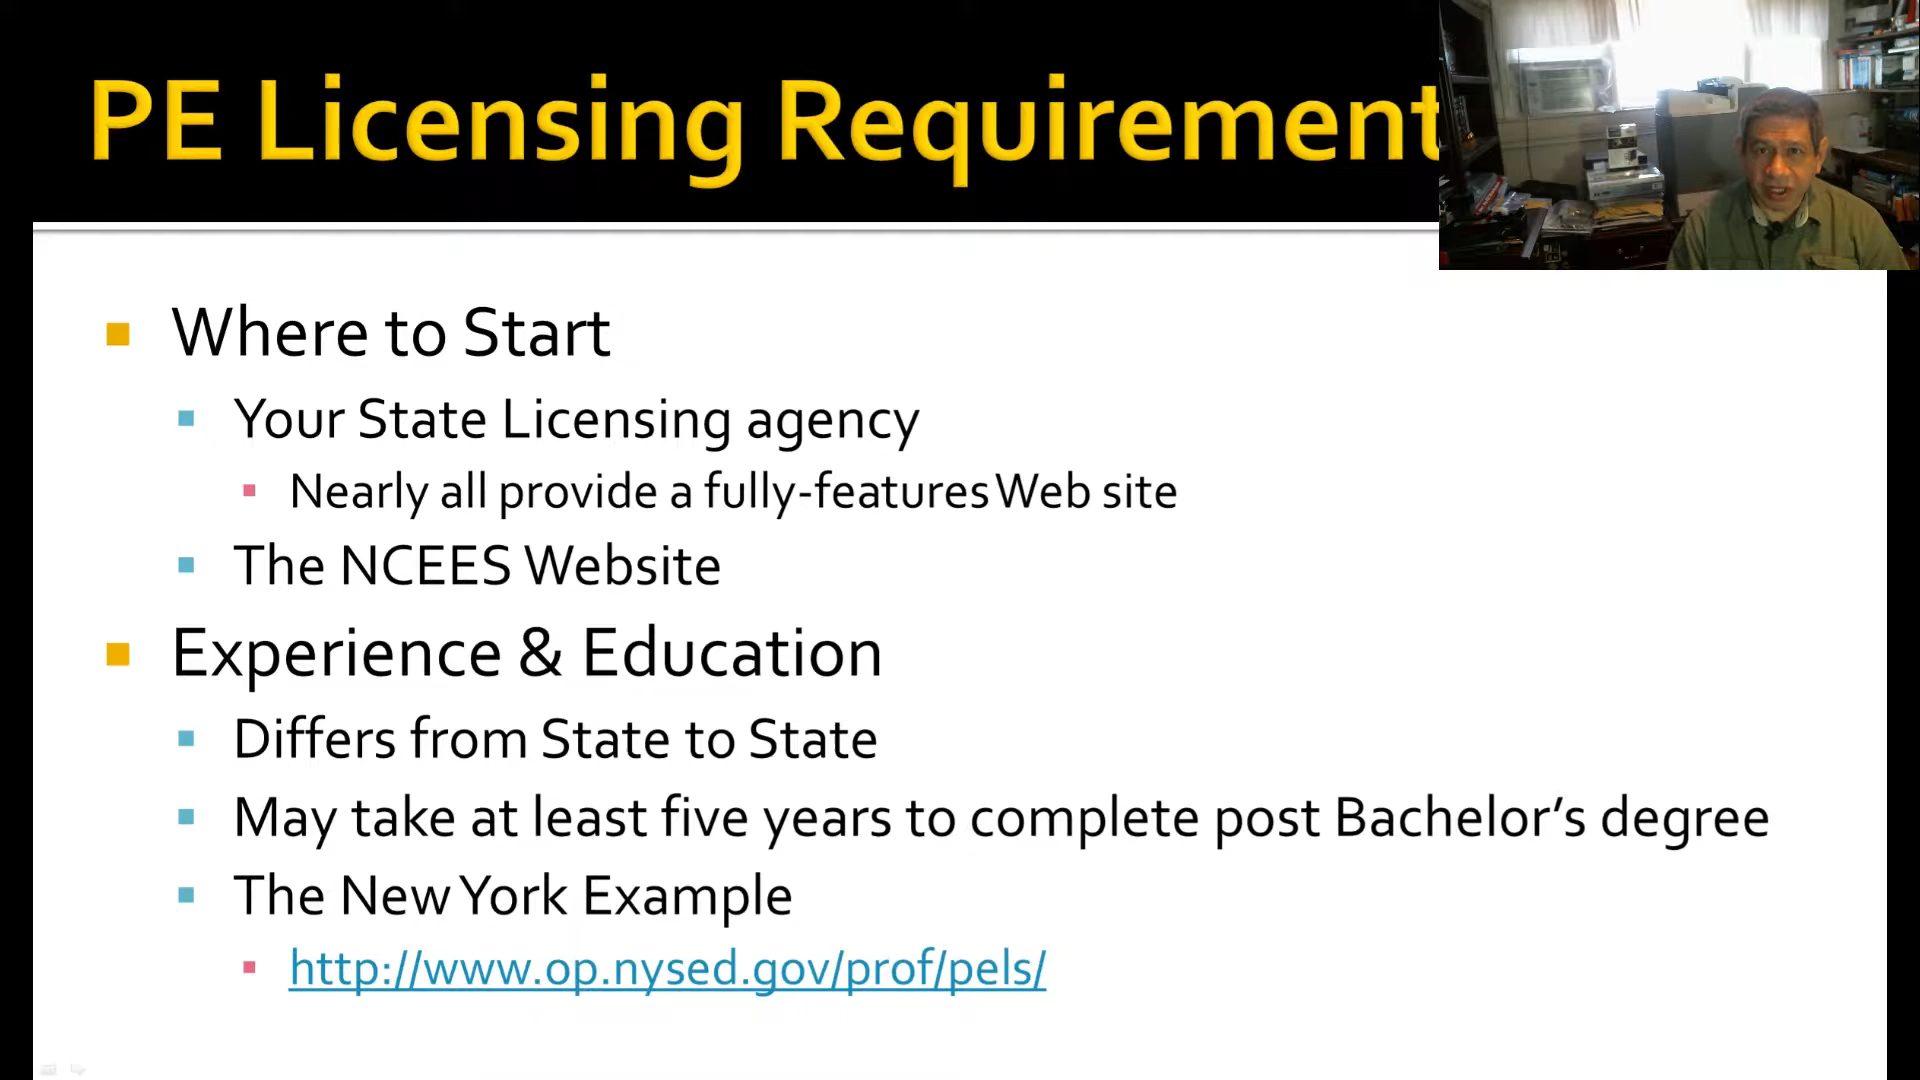 PE Licensing Requirement
Where to Start
Your State Licensing agency
Nearly all provide a fully-features Web site
The NCEES Website
Experience & Education
Differs from State to State
May take at least five years to complete post Bachelor’s degree
The New York Example
http://www.op.nysed.gov/prof/pels/